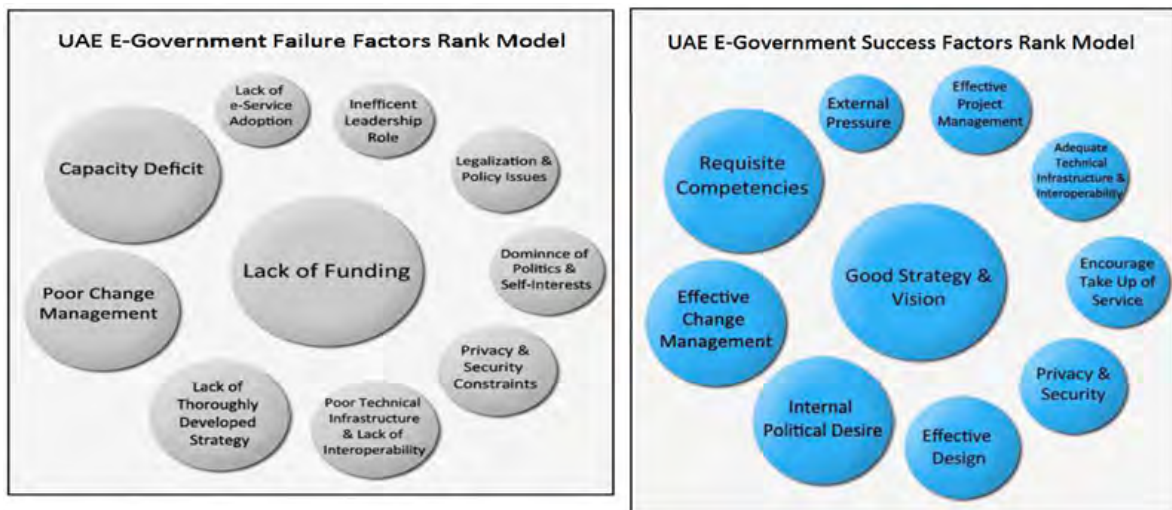 UAE E-Government Failure Factors Rank Model
Lack of
e-Service
Adoption
Inefficent
Leadership
Role
Capacity Deficit
Legalization &
Policy Issues
Lack of Funding
Dominnce of
Politics &
Self-Interests
Poor Change
Management
Privacy &
Security
Constraints
Lack of
Thoroughly
Developed
Strategy
Poor Technical
Infrastructure
& Lack of
Interoperability
UAE E-Government Success Factors Rank Model
External
Pressure
Effective
Project
Management
Requisite
Competencies
Adequate
Technical
Infrastructure &
Interoperability
Good Strategy &
Vision
Encourage
Take Up of
Service
Effective
Change
Management
Privacy &
Security
Internal
Political Desire
Effective
Design